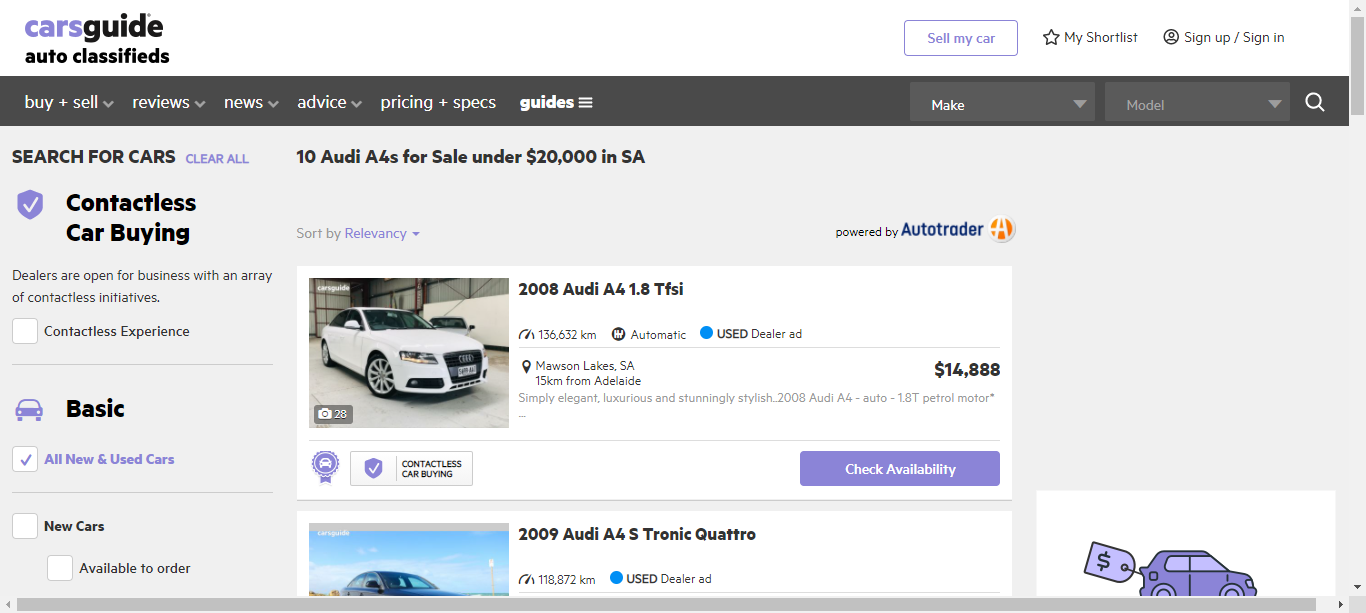 carsguide
auto classifieds
Sell my car
My Shortlist
Sign up / Sign in
buy + sell
reviews
news
advice
pricing + specs
guides
Make
Model
SEARCH FOR CARS CLEAR ALL
10 Audi A4s for Sale under $20,000 in SA
Contactless
Car Buying
Sort by Relevancy
powered by Autotrader
Dealers are open for business with an array
of contactless initiatives.
Contactless Experience
Basic
All New & Used Cars
New Cars
Available to order
carsguide
28
2008 Audi A4 1.8 Tfsi
136,632 km Automatic USED Dealer ad
Mawson Lakes, SA
15km from Adelaide
$14,888
Simply elegant, luxurious and stunningly stylish..2008 Audi A4 - auto - 1.8T petrol motor*
...
CONTACTLESS
CAR BUYING
Check Availability
carsguide
2009 Audi A4 S Tronic Quattro
118,872 km USED Dealer ad
$